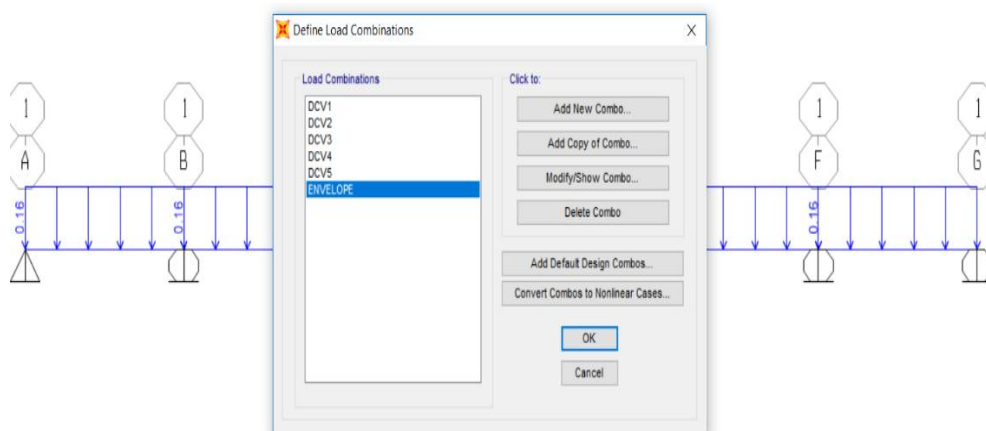 Define Load Combinations
Load Combinations
DCV1
DCV2
DCV3
DCV4
DCV5
ENVELOPE
Click to:
Add New Combo...
Add Copy of Combo...
Modify/Show Combo...
Delete Combo
Add Default Design Combos...
Convert Combos to Nonlinear Cases...
OK
Cancel
1
1
1
1
A
B
F
G
0.16
0.16
0.16